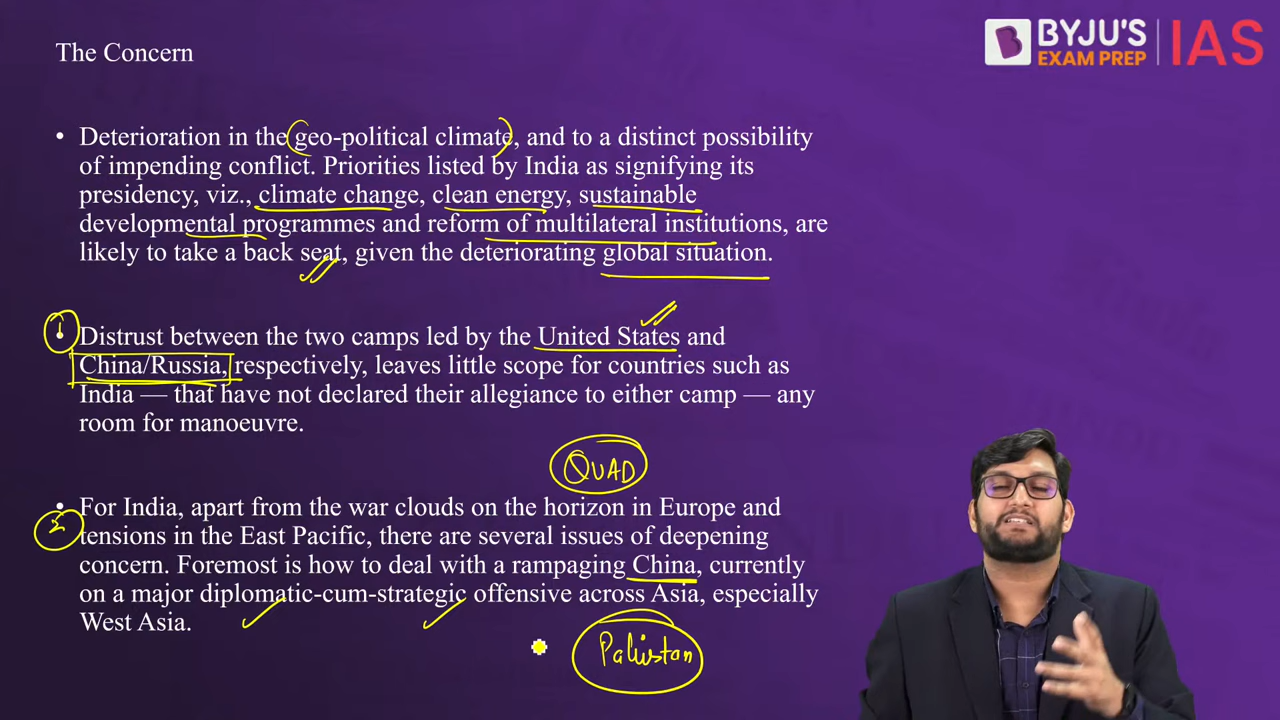 The Concern
BYJU'S
EXAM PREP
IAS
• Deterioration in the geo-political climate, and to a distinct possibility
of impending conflict. Priorities listed by India as signifying its
presidency, viz., climate change, clean energy, sustainable
developmental programmes and reform of multilateral institutions, are
likely to take a back seat, given the deteriorating global situation.
1
• Distrust between the two camps led by the United States and
China/Russia, respectively, leaves little scope for countries such as
India — that have not declared their allegiance to either camp — any
room for manoeuvre.
QUAD
• For India, apart from the war clouds on the horizon in Europe and
2
tensions in the East Pacific, there are several issues of deepening
concern. Foremost is how to deal with a rampaging China, currently
on a major diplomatic-cum-strategic offensive across Asia, especially
West Asia.
Pakistan